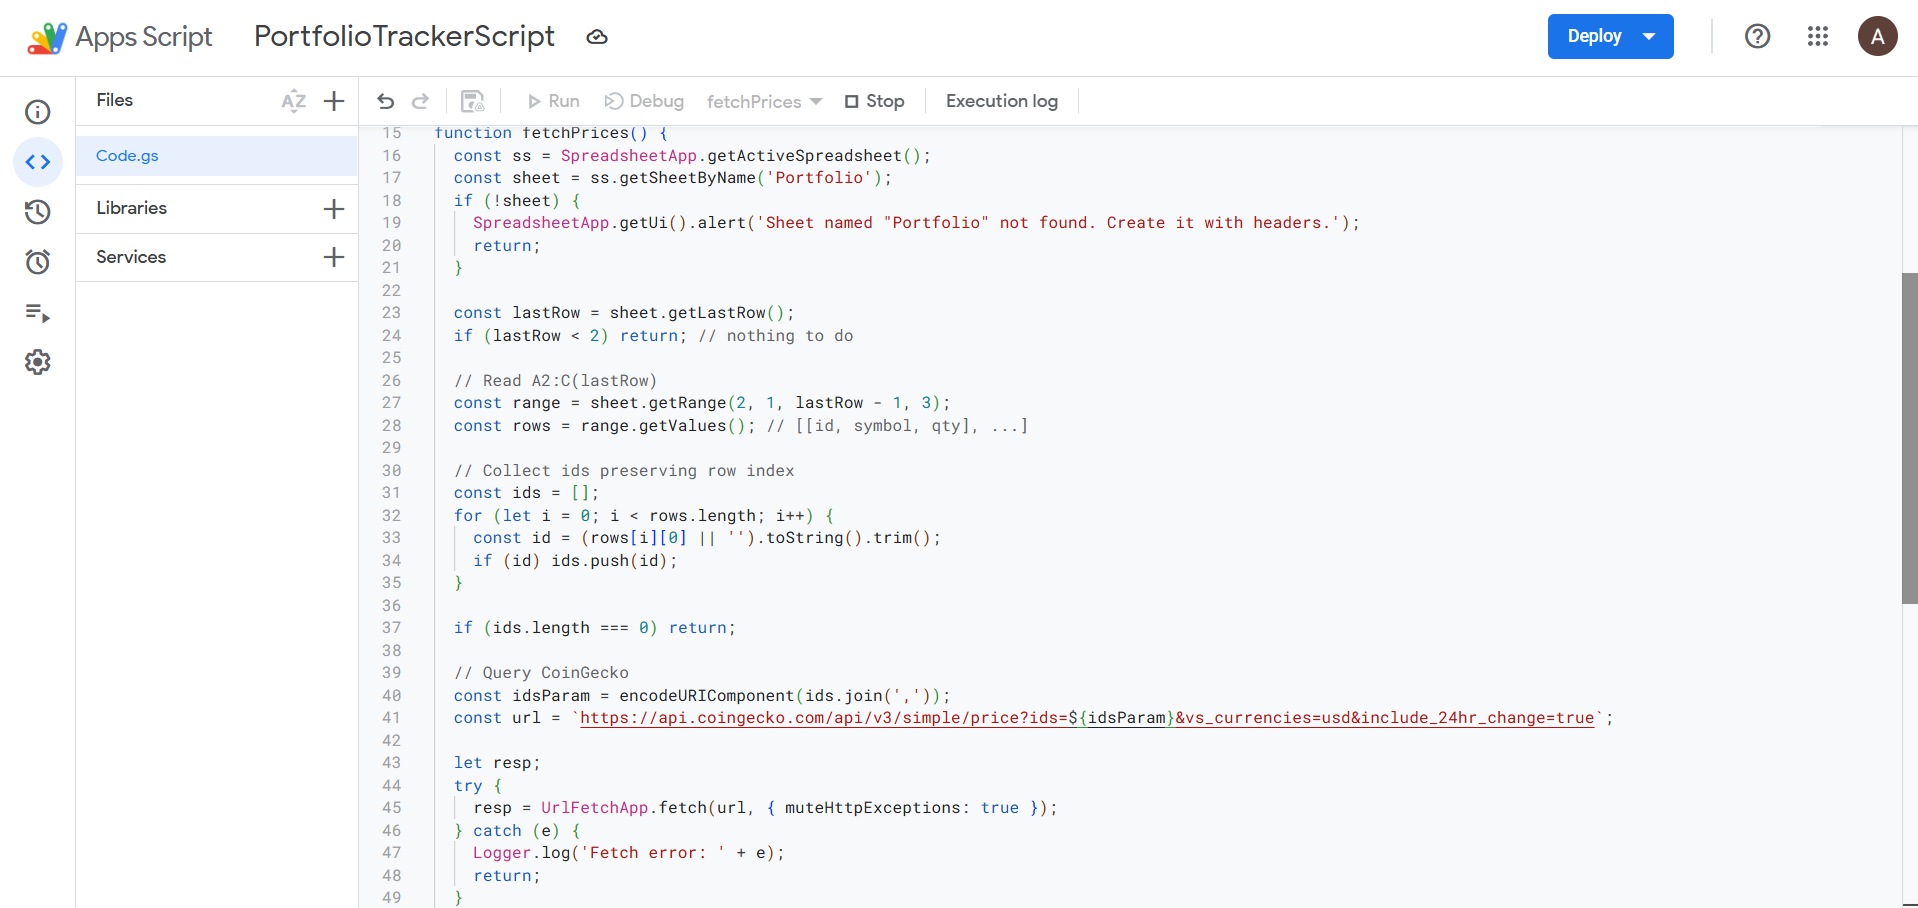 Apps Script PortfolioTrackerScript Deploy A
Files AZ Run Debug fetchPrices Stop Execution log
Code.gs
Libraries
Services
15 function fetchPrices() {
16 const ss = SpreadsheetApp.getActiveSpreadsheet();
17 const sheet = ss.getSheetByName('Portfolio');
18 if (!sheet) {
19 SpreadsheetApp.getUi().alert('Sheet named "Portfolio" not found. Create it with headers.');
20 return;
21 }
22
23 const lastRow = sheet.getLastRow();
24 if (lastRow < 2) return; // nothing to do
25
26 // Read A2:C(lastRow)
27 const range = sheet.getRange(2, 1, lastRow - 1, 3);
28 const rows = range.getValues(); // [[id, symbol, qty], ...]
29
30 // Collect ids preserving row index
31 const ids = [];
32 for (let i = 0; i < rows.length; i++) {
33 const id = (rows[i][0] || '').toString().trim();
34 if (id) ids.push(id);
35 }
36
37 if (ids.length === 0) return;
38
39 // Query CoinGecko
40 const idsParam = encodeURIComponent(ids.join(','));
41 const url = `https://api.coingecko.com/api/v3/simple/price?ids=${idsParam}&vs_currencies=usd&include_24hr_change=true`;
42
43 let resp;
44 try {
45 resp = UrlFetchApp.fetch(url, { muteHttpExceptions: true });
46 } catch (e) {
47 Logger.log('Fetch error: ' + e);
48 return;
49 }